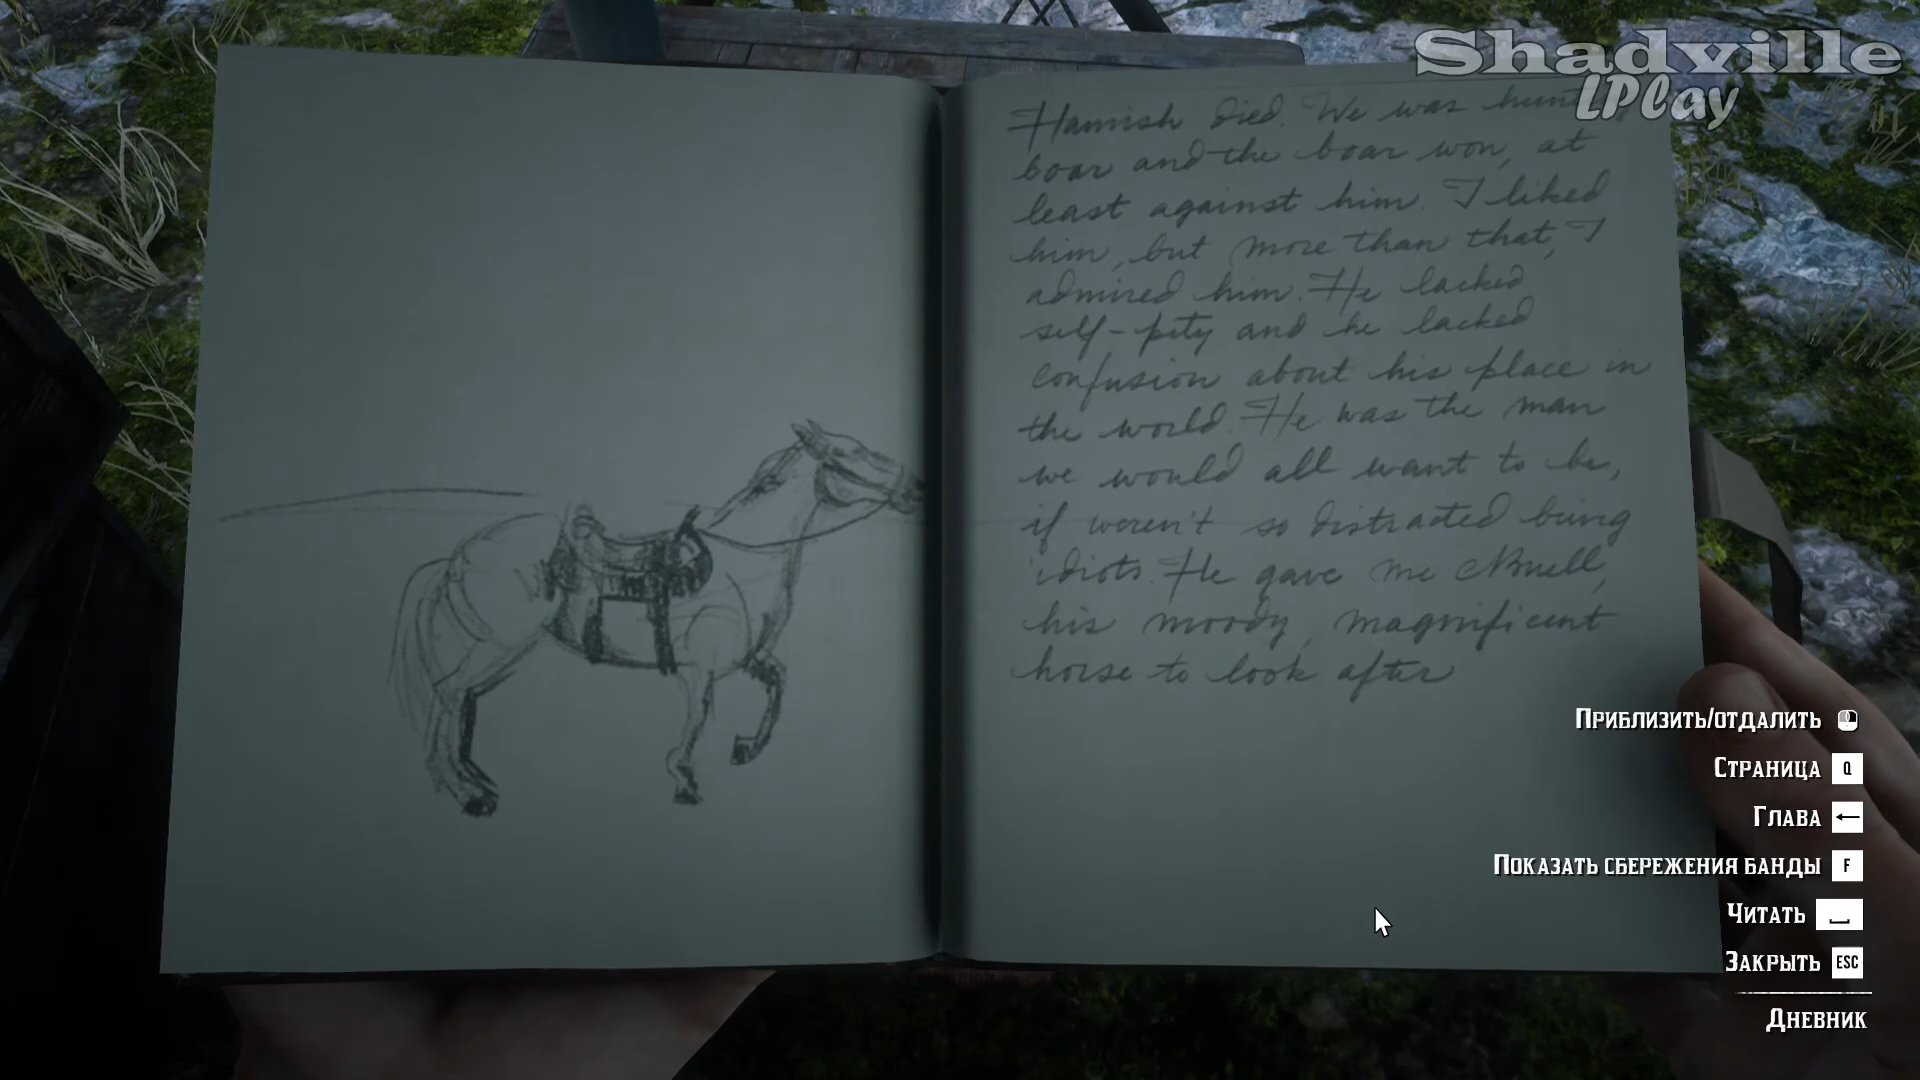 Shadville
LPlay
Hamish died. We was
boar and the boar won, at
least against him. I liked
him, but more than that, I
admired him. He lacked
self-pity and he lacked
confusion about his place in
the world. He was the man
we would all want to be,
if weren't so distracted being
idiots. He gave me Buell,
his moody, magnificent
horse to look after
Приблизить/отдалить
Страница Q
Глава ←
Показать сбережения банды F
Читать
Закрыть ESC
Дневник